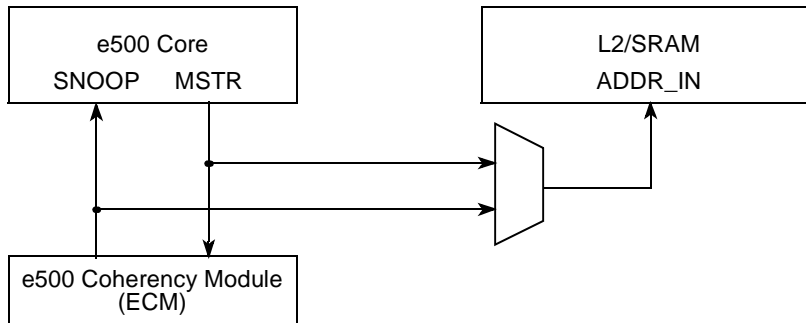 e500 Core
SNOOP MSTR
L2/SRAM
ADDR_IN
e500 Coherency Module
(ECM)